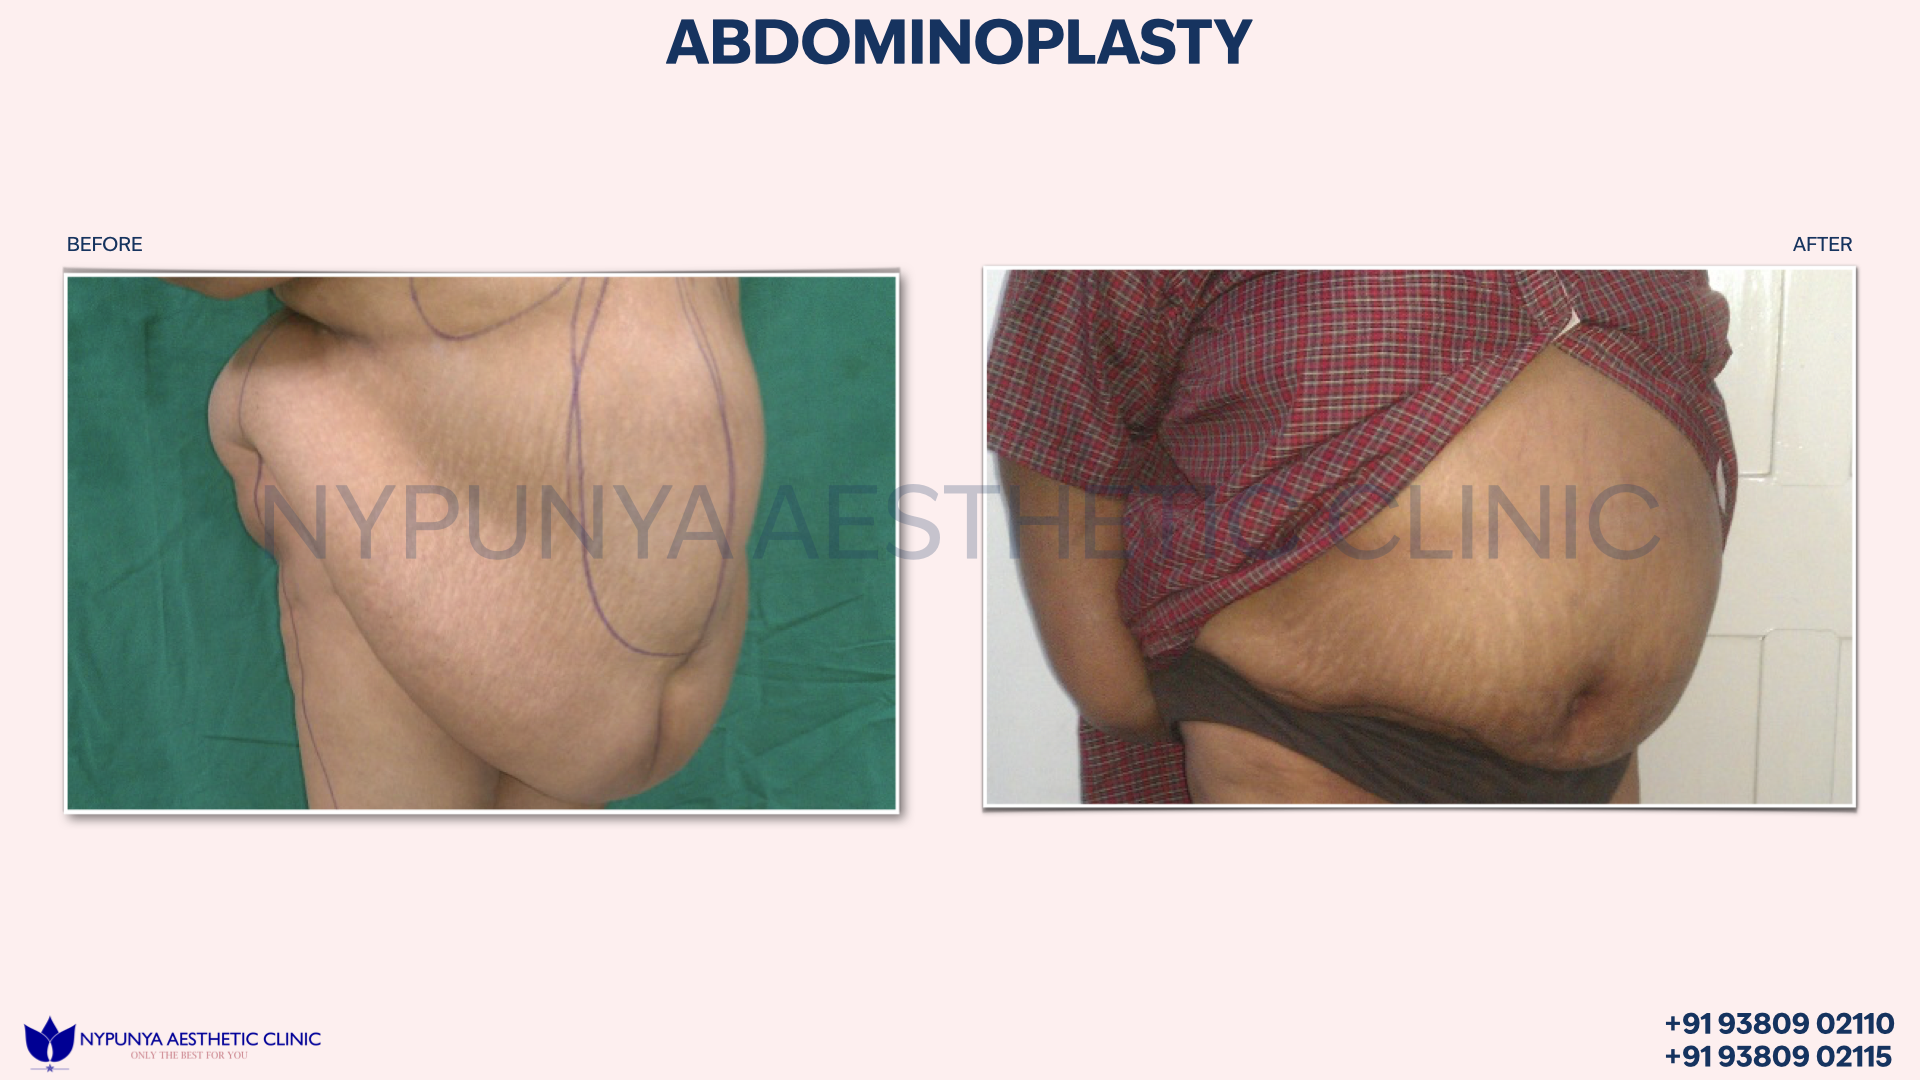 ABDOMINOPLASTY
BEFORE
AFTER
NYPUNYA AESTHETIC CLINIC
NYPUNYA AESTHETIC CLINIC
ONLY THE BEST FOR YOU
+91 93809 02110
+91 93809 02115